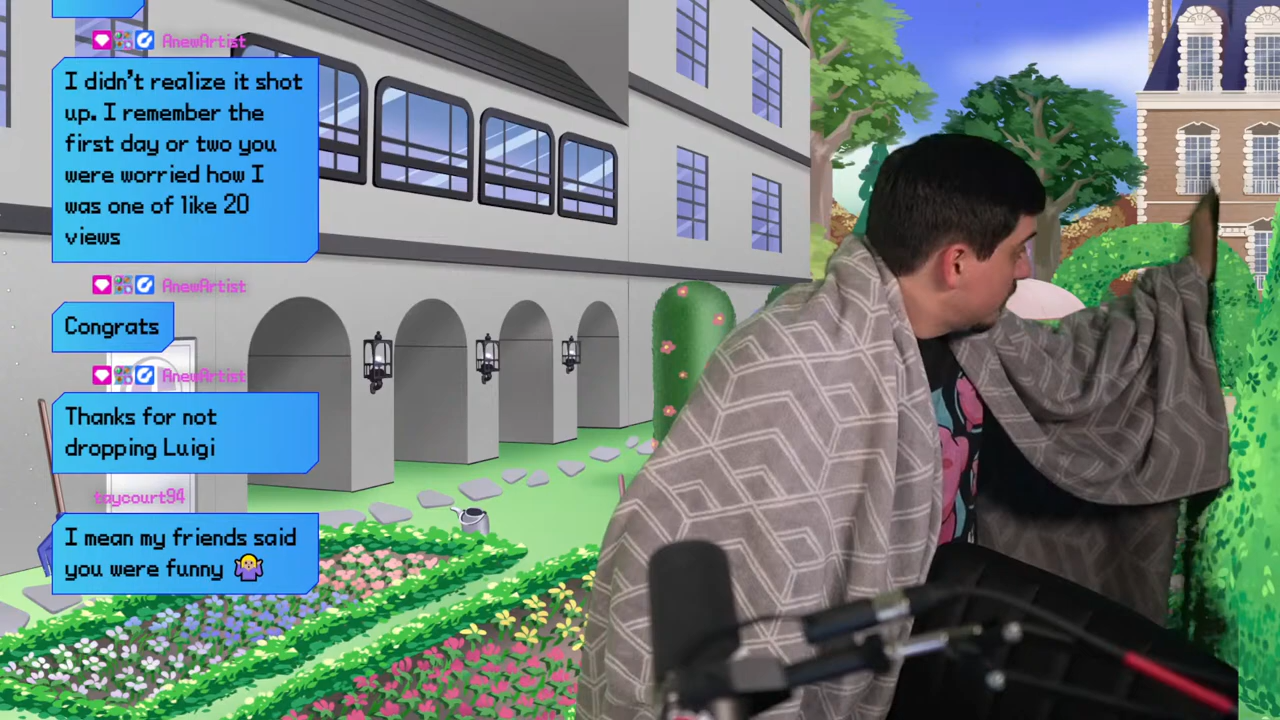 AnewArtist
I didn't realize it shot
up. I remember the
first day or two you
were worried how I
was one of like 20
views
AnewArtist
Congrats
AnewArtist
Thanks for not
dropping Luigi
taycourt94
I mean my friends said
you were funny 🤷‍♀️